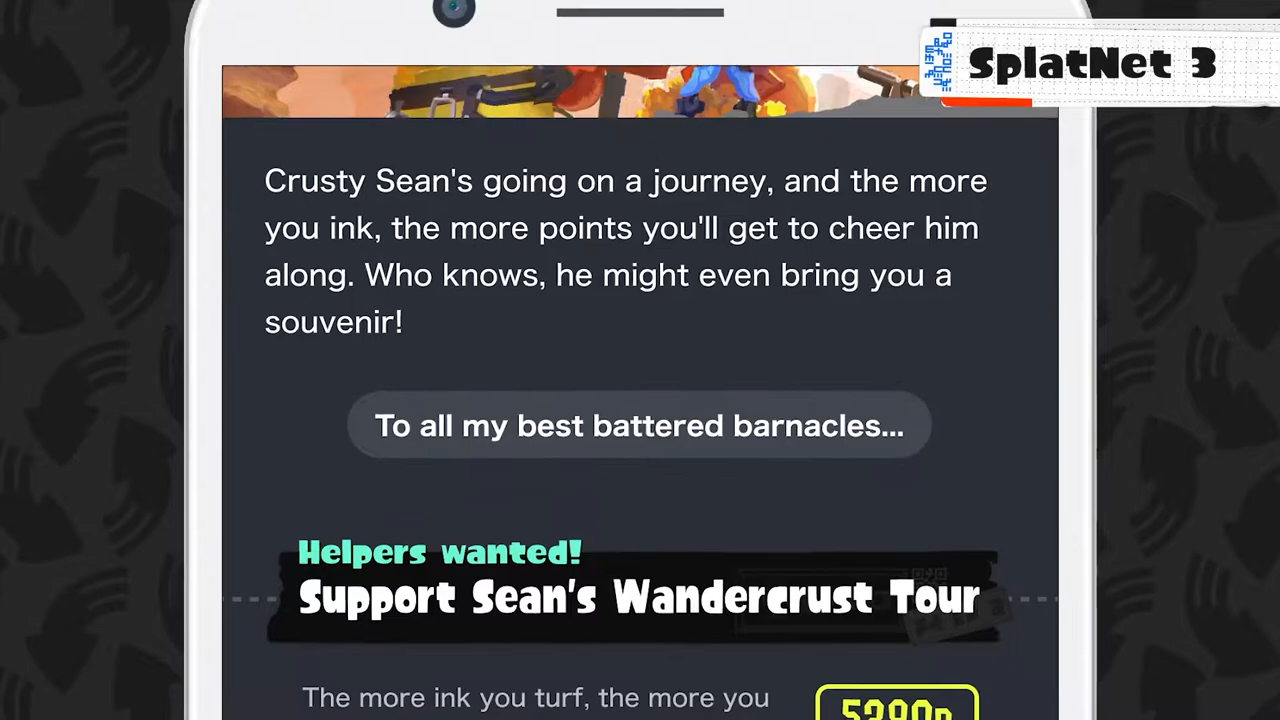 SplatNet 3
Crusty Sean's going on a journey, and the more
you ink, the more points you'll get to cheer him
along. Who knows, he might even bring you a
souvenir!
To all my best battered barnacles...
Helpers wanted!
Support Sean's Wandercrust Tour
The more ink you turf, the more you
5290p